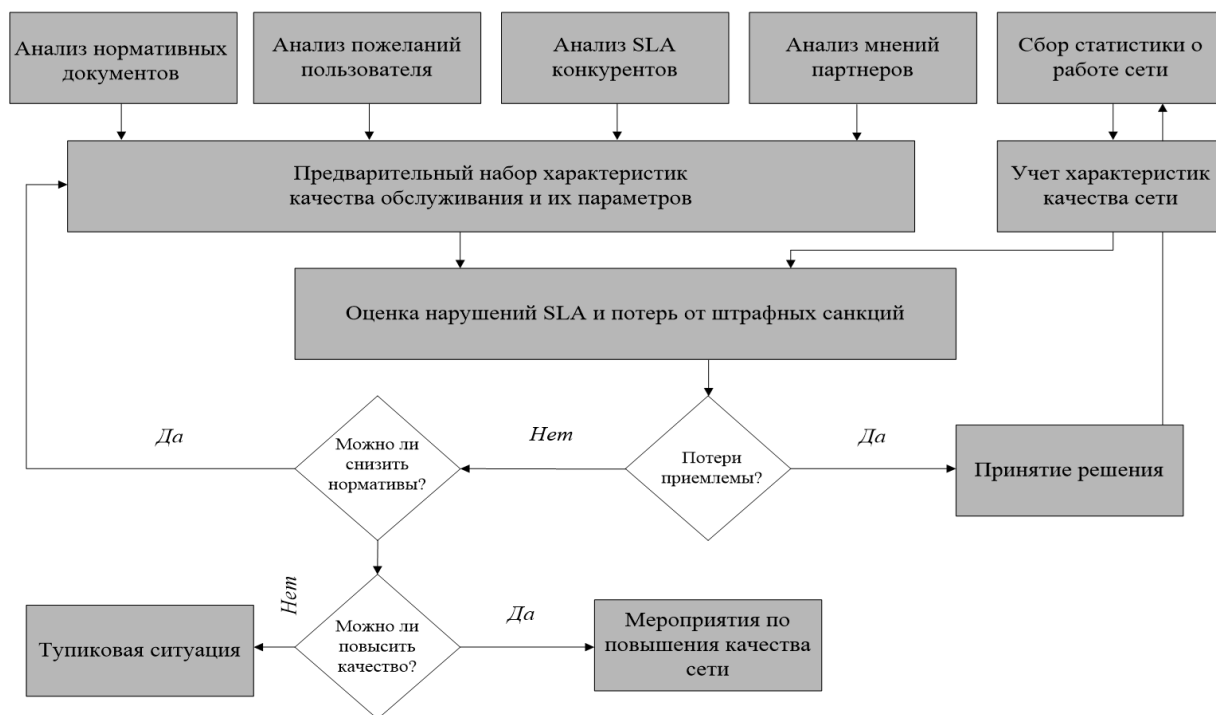 Анализ нормативных
документов
Анализ пожеланий
пользователя
Анализ SLA
конкурентов
Анализ мнений
партнеров
Сбор статистики о
работе сети
Предварительный набор характеристик
качества обслуживания и их параметров
Учет характеристик
качества сети
Оценка нарушений SLA и потерь от штрафных санкций
Да
Можно ли
снизить
нормативы?
Нет
Потери
приемлемы?
Да
Принятие решения
Тупиковая ситуация
Нет
Можно ли
повысить
качество?
Да
Мероприятия по
повышения качества
сети